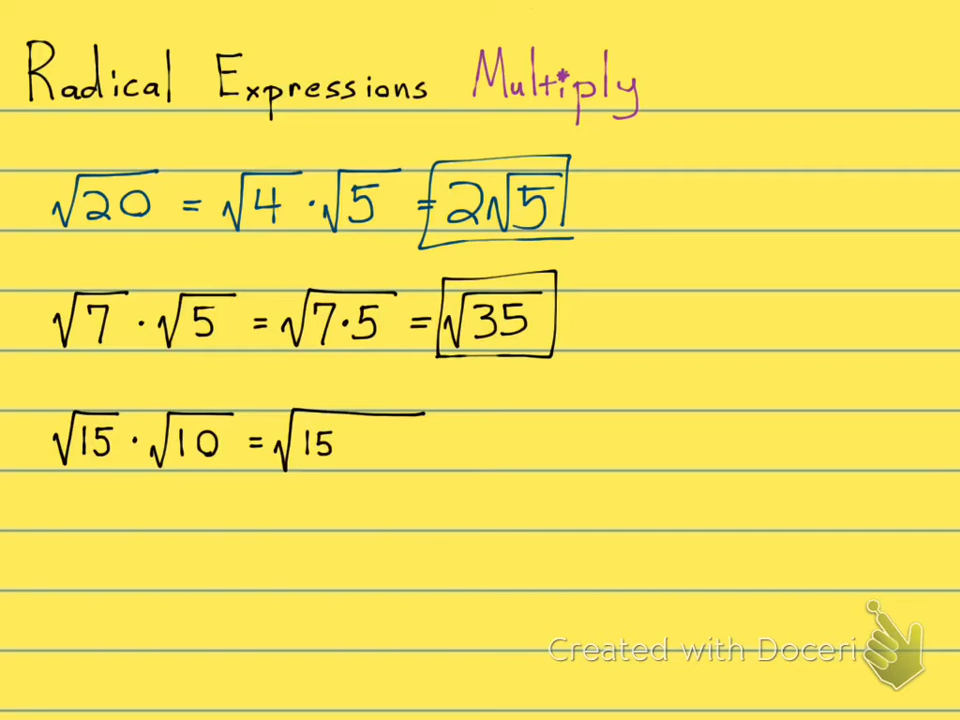 Radical Expressions Multiply
√20 = √4 · √5 = 2√5
√7 · √5 = √7·5 = √35
√15 · √10 = √15
Created with Doceri